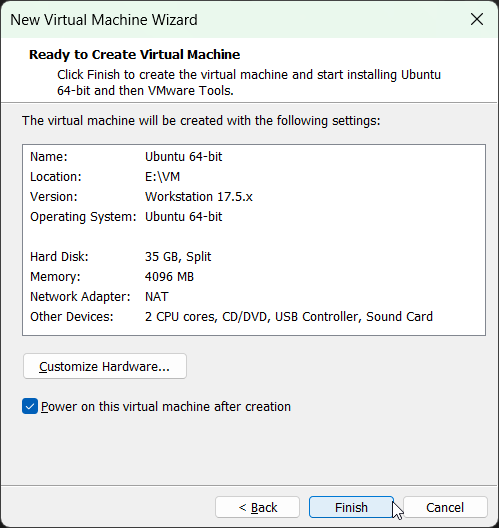 New Virtual Machine Wizard
Ready to Create Virtual Machine
Click Finish to create the virtual machine and start installing Ubuntu
64-bit and then VMware Tools.
The virtual machine will be created with the following settings:
Name: Ubuntu 64-bit
Location: E:\VM
Version: Workstation 17.5.x
Operating System: Ubuntu 64-bit
Hard Disk: 35 GB, Split
Memory: 4096 MB
Network Adapter: NAT
Other Devices: 2 CPU cores, CD/DVD, USB Controller, Sound Card
Customize Hardware...
Power on this virtual machine after creation
< Back Finish Cancel